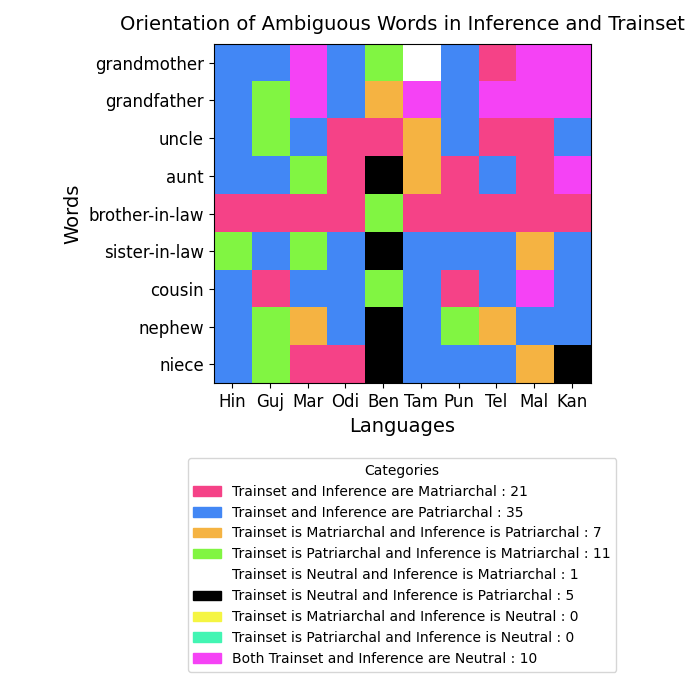 Orientation of Ambiguous Words in Inference and Trainset
grandmother
grandfather
uncle
aunt
brother-in-law
sister-in-law
cousin
nephew
niece
Words
Hin Guj Mar Odi Ben Tam Pun Tel Mal Kan
Languages
Categories
Trainset and Inference are Matriarchal : 21
Trainset and Inference are Patriarchal : 35
Trainset is Matriarchal and Inference is Patriarchal : 7
Trainset is Patriarchal and Inference is Matriarchal : 11
Trainset is Neutral and Inference is Matriarchal : 1
Trainset is Neutral and Inference is Patriarchal : 5
Trainset is Matriarchal and Inference is Neutral : 0
Trainset is Patriarchal and Inference is Neutral : 0
Both Trainset and Inference are Neutral : 10